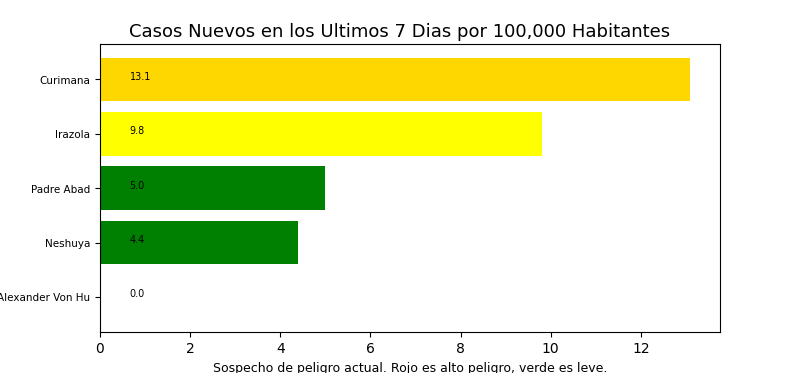 Casos Nuevos en los Ultimos 7 Dias por 100,000 Habitantes
Curimana 13.1
Irazola 9.8
Padre Abad 5.0
Neshuya 4.4
Alexander Von Hu 0.0
0 2 4 6 8 10 12
Sospecho de peligro actual. Rojo es alto peligro, verde es leve.